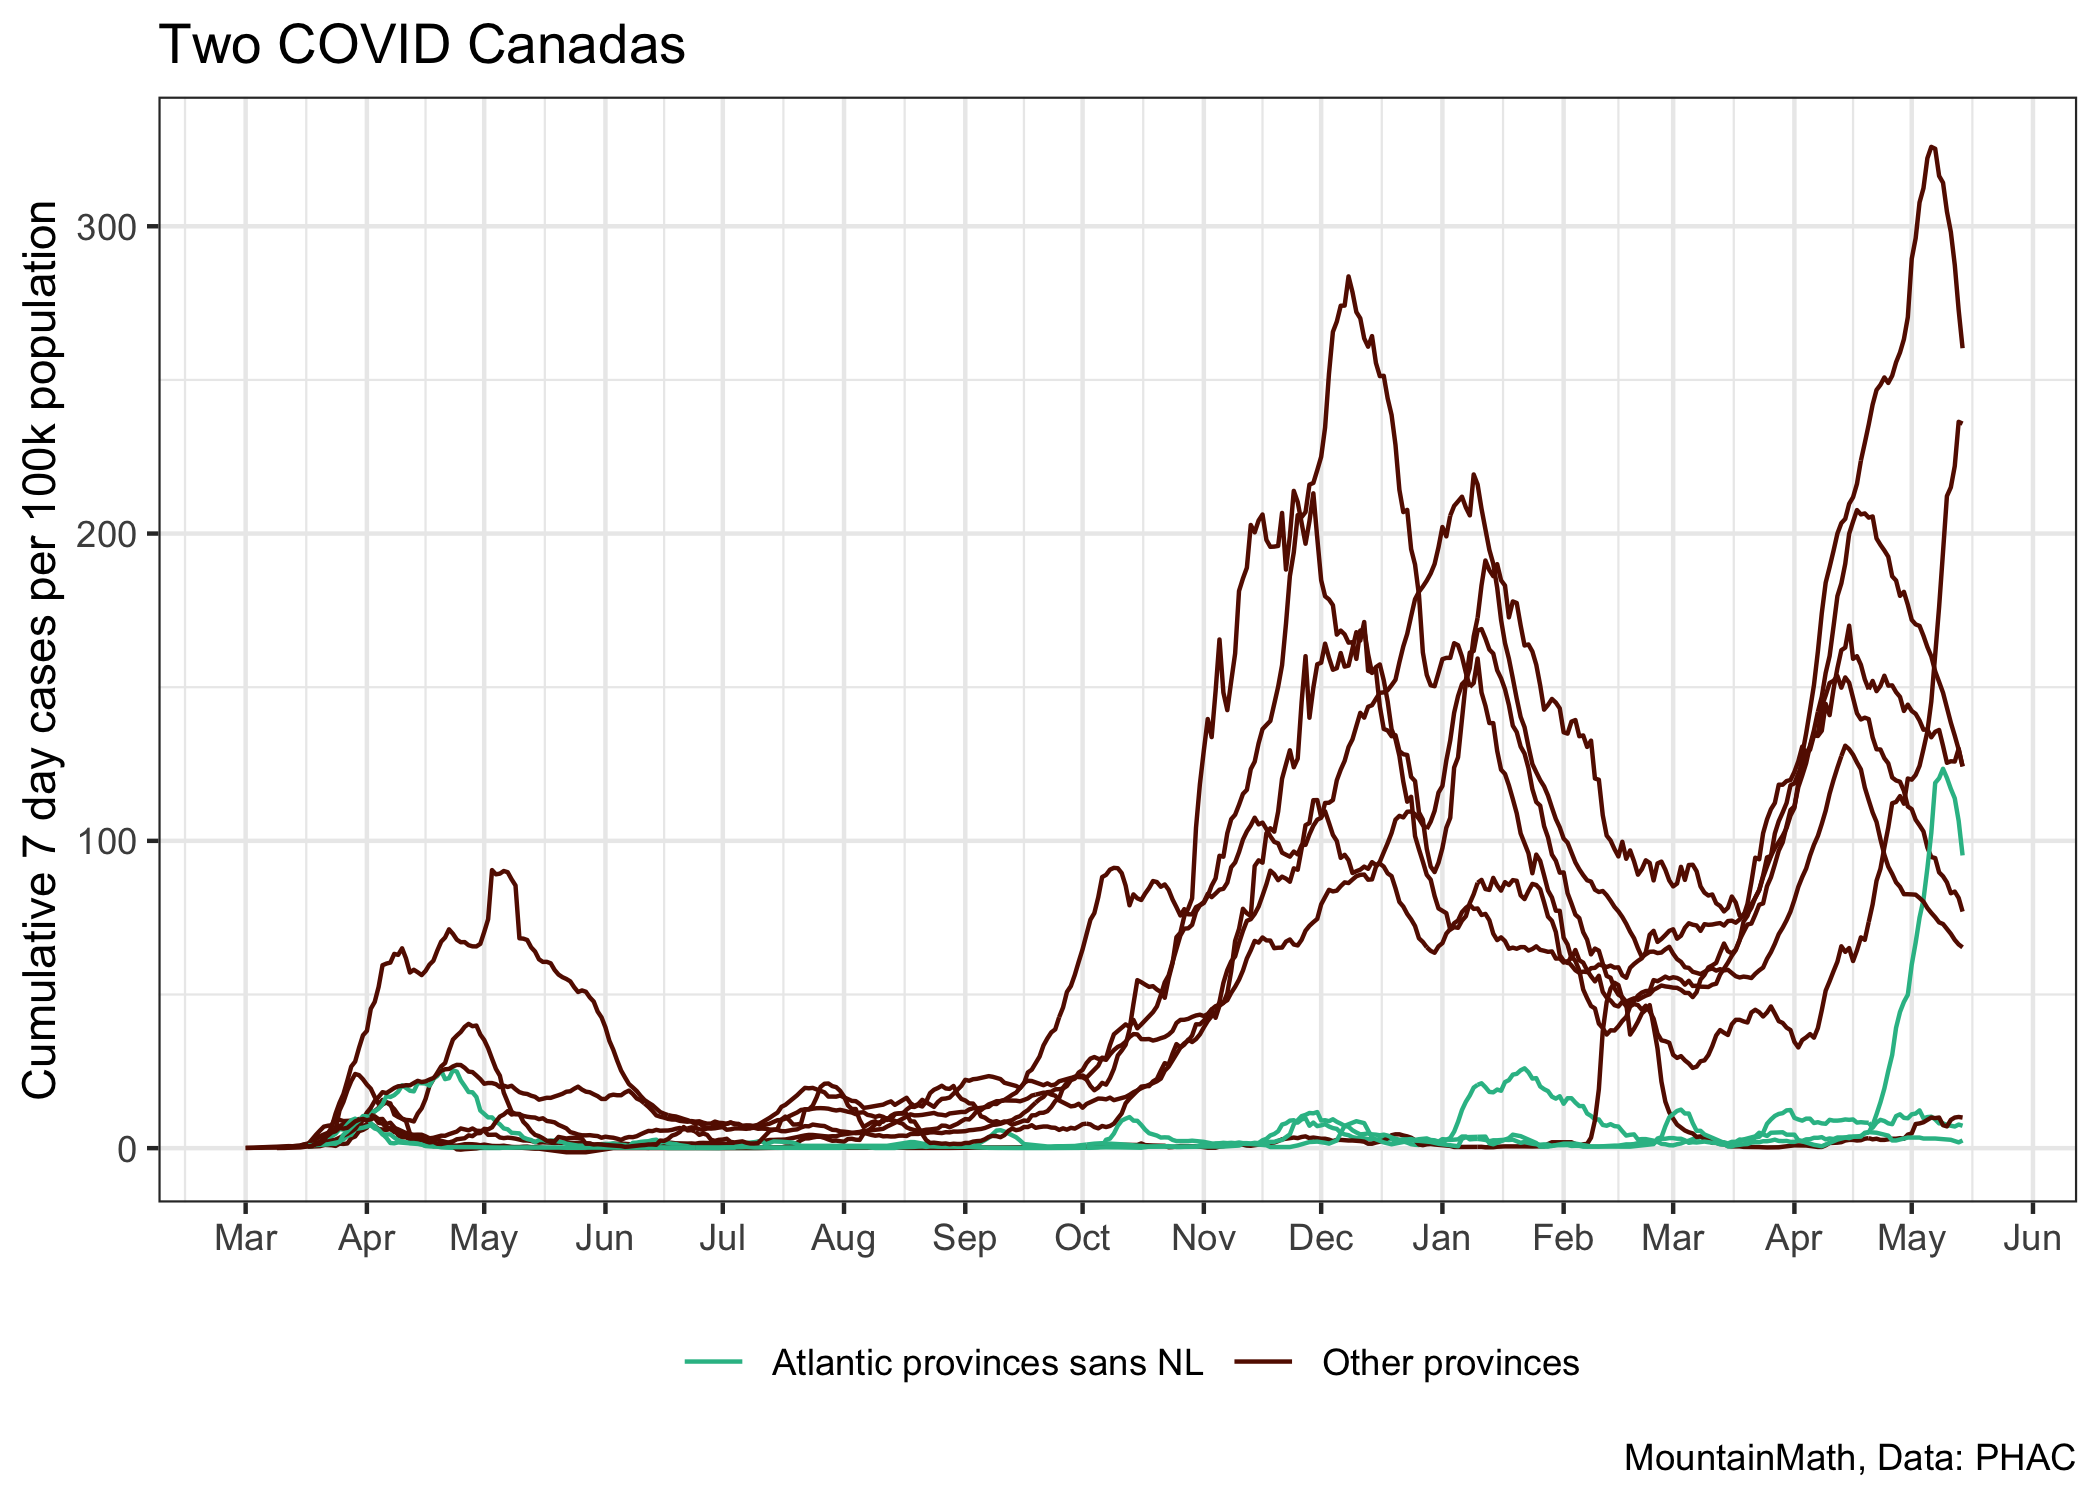 Two COVID Canadas
Cumulative 7 day cases per 100k population
300
200
100
0
Mar Apr May Jun Jul Aug Sep Oct Nov Dec Jan Feb Mar Apr May Jun
Atlantic provinces sans NL Other provinces
MountainMath, Data: PHAC